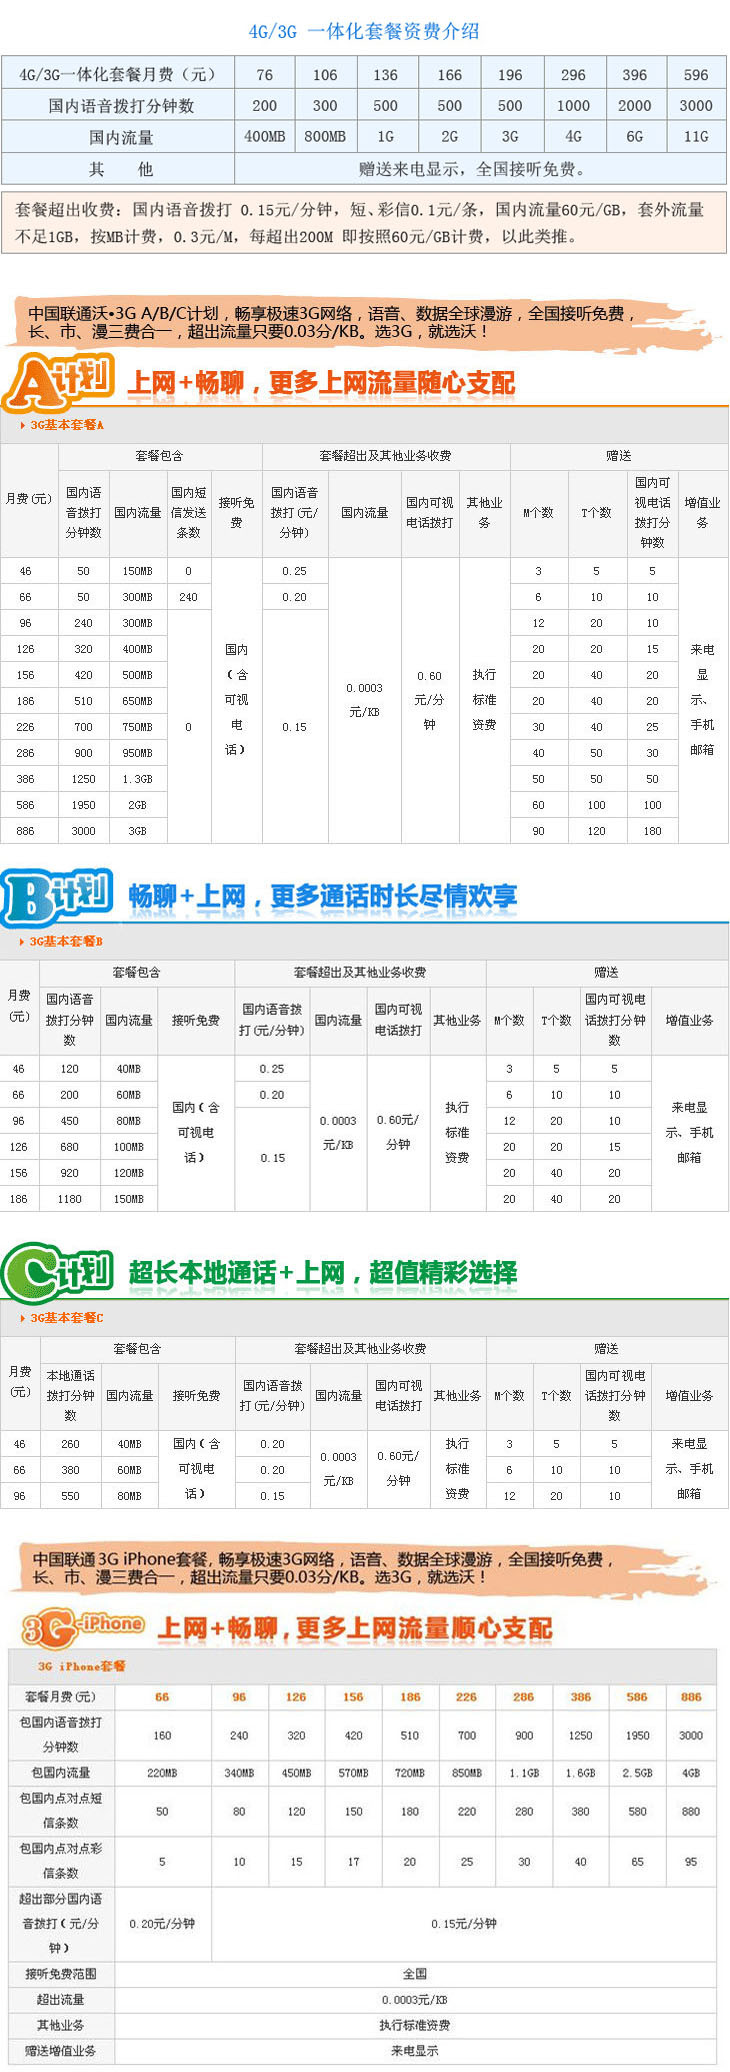 4G/3G 一体化套餐资费介绍
4G/3G一体化套餐月费（元） 76 106 136 166 196 296 396 596
国内语音拨打分钟数 200 300 500 500 500 1000 2000 3000
国内流量 400MB 800MB 1G 2G 3G 4G 6G 11G
其 他 赠送来电显示，全国接听免费。
套餐超出收费：国内语音拨打 0.15元/分钟，短、彩信0.1元/条，国内流量60元/GB，套外流量
不足1GB，按MB计费，0.3元/M，每超出200M 即按照60元/GB计费，以此类推。
中国联通沃•3G A/B/C计划，畅享极速3G网络，语音、数据全球漫游，全国接听免费，
长、市、漫三费合一，超出流量只要0.03分/KB。选3G，就选沃！
A计划 上网+畅聊，更多上网流量随心支配
3G基本套餐A
月费(元) 套餐包含 套餐超出及其他业务收费 赠送
国内语音拨打分钟数 国内流量 国内短信发送条数 接听免费 国内语音拨打(元/分钟) 国内流量 国内可视电话拨打 其他业务 M个数 T个数 国内可视电话拨打分钟数 增值业务
46 50 150MB 0 0.25 3 5 5
66 50 300MB 240 0.20 6 10 10
96 240 300MB 12 20 10
126 320 400MB 20 20 15
156 420 500MB 20 40 20
186 510 650MB 20 40 20
226 700 750MB 30 40 25
286 900 950MB 40 50 30
386 1250 1.3GB 50 50 50
586 1950 2GB 60 100 100
886 3000 3GB 90 120 180
0 国内（含可视电话） 0.15 0.0003元/KB 0.60元/分钟 执行标准资费 来电显示、手机邮箱
B计划 畅聊+上网，更多通话时长尽情欢享
3G基本套餐B
月费(元) 套餐包含 套餐超出及其他业务收费 赠送
国内语音拨打分钟数 国内流量 接听免费 国内语音拨打(元/分钟) 国内流量 国内可视电话拨打 其他业务 M个数 T个数 国内可视电话拨打分钟数 增值业务
46 120 40MB 0.25 3 5 5
66 200 60MB 0.20 6 10 10
96 450 80MB 12 20 10
126 680 100MB 20 20 15
156 920 120MB 20 40 20
186 1180 150MB 20 40 20
国内（含可视电话） 0.15 0.0003元/KB 0.60元/分钟 执行标准资费 来电显示、手机邮箱
C计划 超长本地通话+上网，超值精彩选择
3G基本套餐C
月费(元) 套餐包含 套餐超出及其他业务收费 赠送
本地通话拨打分钟数 国内流量 接听免费 国内语音拨打(元/分钟) 国内流量 国内可视电话拨打 其他业务 M个数 T个数 国内可视电话拨打分钟数 增值业务
46 260 40MB 0.20 3 5 5
66 380 60MB 0.20 6 10 10
96 550 80MB 0.15 12 20 10
国内（含可视电话） 0.0003元/KB 0.60元/分钟 执行标准资费 来电显示、手机邮箱
中国联通3G iPhone套餐, 畅享极速3G网络，语音、数据全球漫游，全国接听免费，
长、市、漫三费合一，超出流量只要0.03分/KB。选3G，就选沃！
3G-iPhone 上网+畅聊,更多上网流量顺心支配
3G iPhone套餐
套餐月费(元) 66 96 126 156 186 226 286 386 586 886
包国内语音拨打分钟数 160 240 320 420 510 700 900 1250 1950 3000
包国内流量 220MB 340MB 450MB 570MB 720MB 850MB 1.1GB 1.6GB 2.5GB 4GB
包国内点对点短信条数 50 80 120 150 180 220 280 380 580 880
包国内点对点彩信条数 5 10 15 17 20 25 30 40 65 95
超出部分国内语音拨打（元/分钟） 0.20元/分钟 0.15元/分钟
接听免费范围 全国
超出流量 0.0003元/KB
其他业务 执行标准资费
赠送增值业务 来电显示